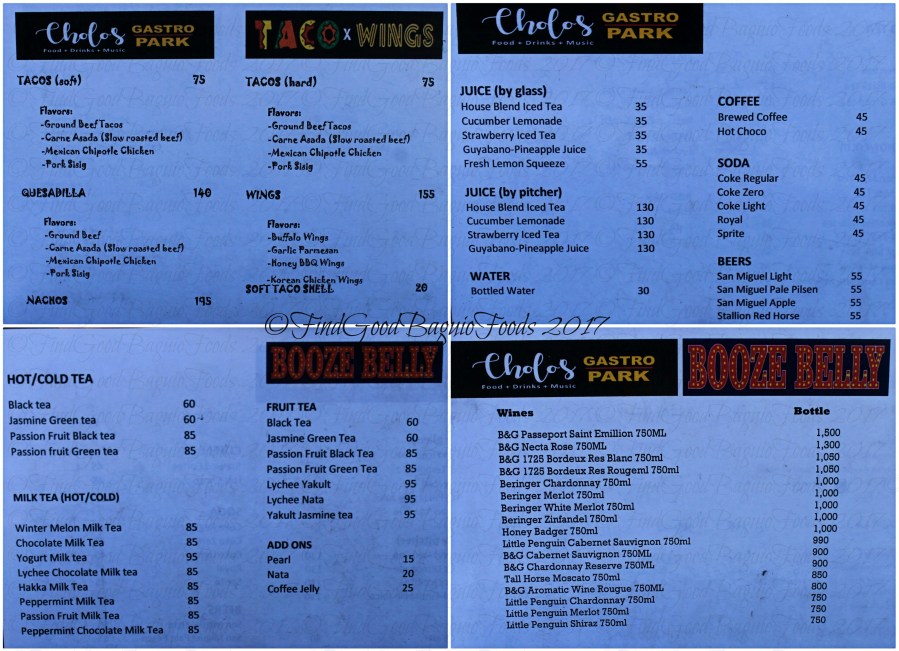 Cholos
Food + Drinks + Music
GASTRO
PARK
TACO x WINGS
TACOS (soft) 75
Flavors:
-Ground Beef Tacos
-Carne Asada (Slow roasted beef)
-Mexican Chipotle Chicken
-Pork Sisig
QUESADILLA 140
Flavors:
-Ground Beef
-Carne Asada (Slow roasted beef)
-Mexican Chipotle Chicken
-Pork Sisig
NACHOS 195
TACOS (hard) 75
Flavors:
-Ground Beef Tacos
-Carne Asada (Slow roasted beef)
-Mexican Chipotle Chicken
-Pork Sisig
WINGS 155
Flavors:
-Buffalo Wings
-Garlic Parmesan
-Honey BBQ Wings
-Korean Chicken Wings
SOFT TACO SHELL 20
Cholos
Food + Drinks + Music
GASTRO
PARK
JUICE (by glass)
House Blend Iced Tea 35
Cucumber Lemonade 35
Strawberry Iced Tea 35
Guyabano-Pineapple Juice 35
Fresh Lemon Squeeze 55
JUICE (by pitcher)
House Blend Iced Tea 130
Cucumber Lemonade 130
Strawberry Iced Tea 130
Guyabano-Pineapple Juice 130
WATER
Bottled Water 30
COFFEE
Brewed Coffee 45
Hot Choco 45
SODA
Coke Regular 45
Coke Zero 45
Coke Light 45
Royal 45
Sprite 45
BEERS
San Miguel Light 55
San Miguel Pale Pilsen 55
San Miguel Apple 55
Stallion Red Horse 55
©FindGoodBaguioFoods 2017
BOOZE BELLY
HOT/COLD TEA
Black tea 60
Jasmine Green tea 60
Passion Fruit Black tea 85
Passion fruit Green tea 85
MILK TEA (HOT/COLD)
Winter Melon Milk Tea 85
Chocolate Milk Tea 85
Yogurt Milk tea 95
Lychee Chocolate Milk tea 85
Hakka Milk Tea 85
Peppermint Milk Tea 85
Passion Fruit Milk Tea 85
Peppermint Chocolate Milk Tea 85
FRUIT TEA
Black Tea 60
Jasmine Green Tea 60
Passion Fruit Black Tea 85
Passion Fruit Green Tea 85
Lychee Yakult 95
Lychee Nata 95
Yakult Jasmine tea 95
ADD ONS
Pearl 15
Nata 20
Coffee Jelly 25
Cholos
Food + Drinks + Music
GASTRO
PARK
BOOZE BELLY
Wines Bottle
B&G Passeport Saint Emillion 750ML 1,500
B&G Necta Rose 750ML 1,300
B&G 1725 Bordeux Res Blanc 750ml 1,050
B&G 1725 Bordeux Res Rougeml 750ml 1,050
Beringer Chardonnay 750ml 1,000
Beringer Merlot 750ml 1,000
Beringer White Merlot 750ml 1,000
Beringer Zinfandel 750ml 1,000
Honey Badger 750ml 1,000
Little Penguin Cabernet Sauvignon 750ml 990
B&G Cabernet Sauvignon 750ML 900
B&G Chardonnay Reserve 750ML 900
Tall Horse Moscato 750ml 850
B&G Aromatic Wine Rougue 750ML 800
Little Penguin Chardonnay 750ml 750
Little Penguin Merlot 750ml 750
Little Penguin Shiraz 750ml 750